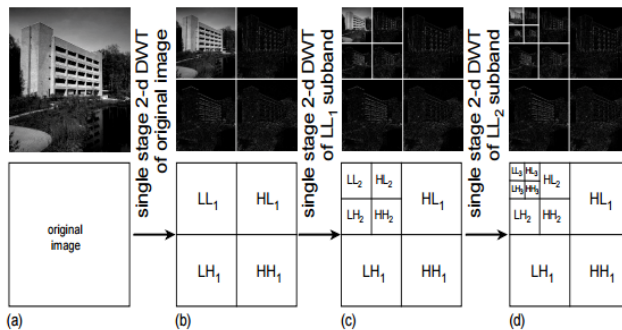 single stage 2-d DWT
of original image
single stage 2-d DWT
of LL1 subband
single stage 2-d DWT
of LL2 subband
original
image
LL1 HL1
LH1 HH1
LL2 HL2
LH2 HH2
HL1
LH1 HH1
LL3 HL3
LH3 HH3
HL2
LH2 HH2
HL1
LH1 HH1
(a) (b) (c) (d)